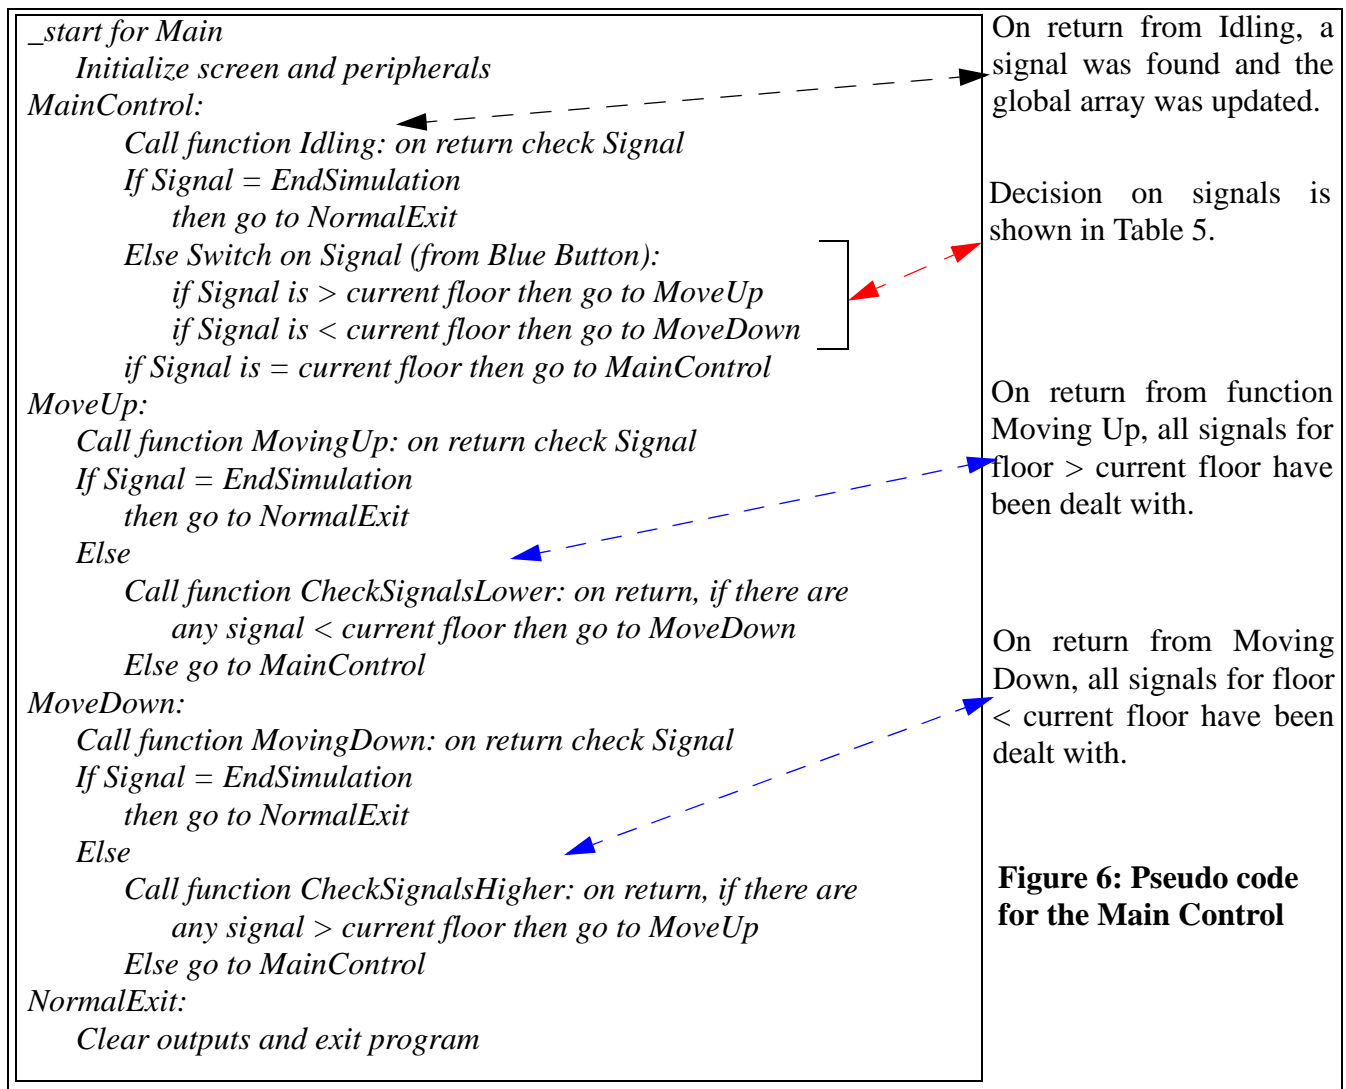 _start for Main
Initialize screen and peripherals
MainControl:
Call function Idling: on return check Signal
If Signal = EndSimulation
then go to NormalExit
Else Switch on Signal (from Blue Button):
if Signal is > current floor then go to MoveUp
if Signal is < current floor then go to MoveDown
if Signal is = current floor then go to MainControl
MoveUp:
Call function MovingUp: on return check Signal
If Signal = EndSimulation
then go to NormalExit
Else
Call function CheckSignalsLower: on return, if there are
any signal < current floor then go to MoveDown
Else go to MainControl
MoveDown:
Call function MovingDown: on return check Signal
If Signal = EndSimulation
then go to NormalExit
Else
Call function CheckSignalsHigher: on return, if there are
any signal > current floor then go to MoveUp
Else go to MainControl
NormalExit:
Clear outputs and exit program
On return from Idling, a
signal was found and the
global array was updated.
Decision on signals is
shown in Table 5.
On return from function
Moving Up, all signals for
floor > current floor have
been dealt with.
On return from Moving
Down, all signals for floor
< current floor have been
dealt with.
Figure 6: Pseudo code
for the Main Control